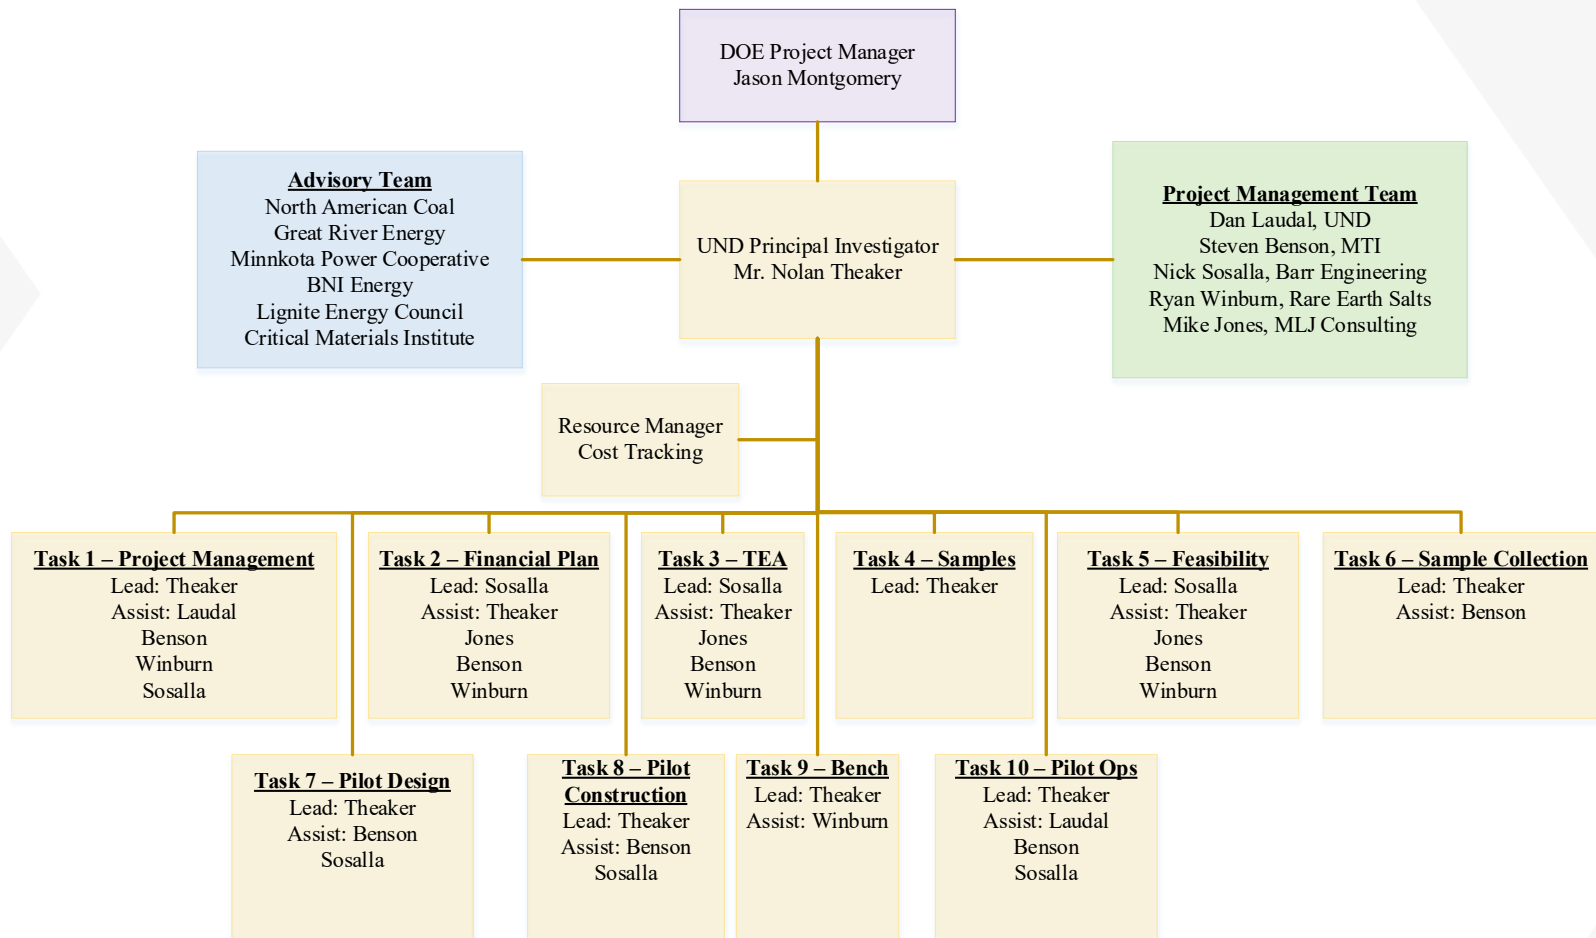 DOE Project Manager
Jason Montgomery
Advisory Team
North American Coal
Great River Energy
Minnkota Power Cooperative
BNI Energy
Lignite Energy Council
Critical Materials Institute
UND Principal Investigator
Mr. Nolan Theaker
Project Management Team
Dan Laudal, UND
Steven Benson, MTI
Nick Sosalla, Barr Engineering
Ryan Winburn, Rare Earth Salts
Mike Jones, MLJ Consulting
Resource Manager
Cost Tracking
Task 1 – Project Management
Lead: Theaker
Assist: Laudal
Benson
Winburn
Sosalla
Task 2 – Financial Plan
Lead: Sosalla
Assist: Theaker
Jones
Benson
Winburn
Task 3 – TEA
Lead: Sosalla
Assist: Theaker
Jones
Benson
Winburn
Task 4 – Samples
Lead: Theaker
Task 5 – Feasibility
Lead: Sosalla
Assist: Theaker
Jones
Benson
Winburn
Task 6 – Sample Collection
Lead: Theaker
Assist: Benson
Task 7 – Pilot Design
Lead: Theaker
Assist: Benson
Sosalla
Task 8 – Pilot
Construction
Lead: Theaker
Assist: Benson
Sosalla
Task 9 – Bench
Lead: Theaker
Assist: Winburn
Task 10 – Pilot Ops
Lead: Theaker
Assist: Laudal
Benson
Sosalla